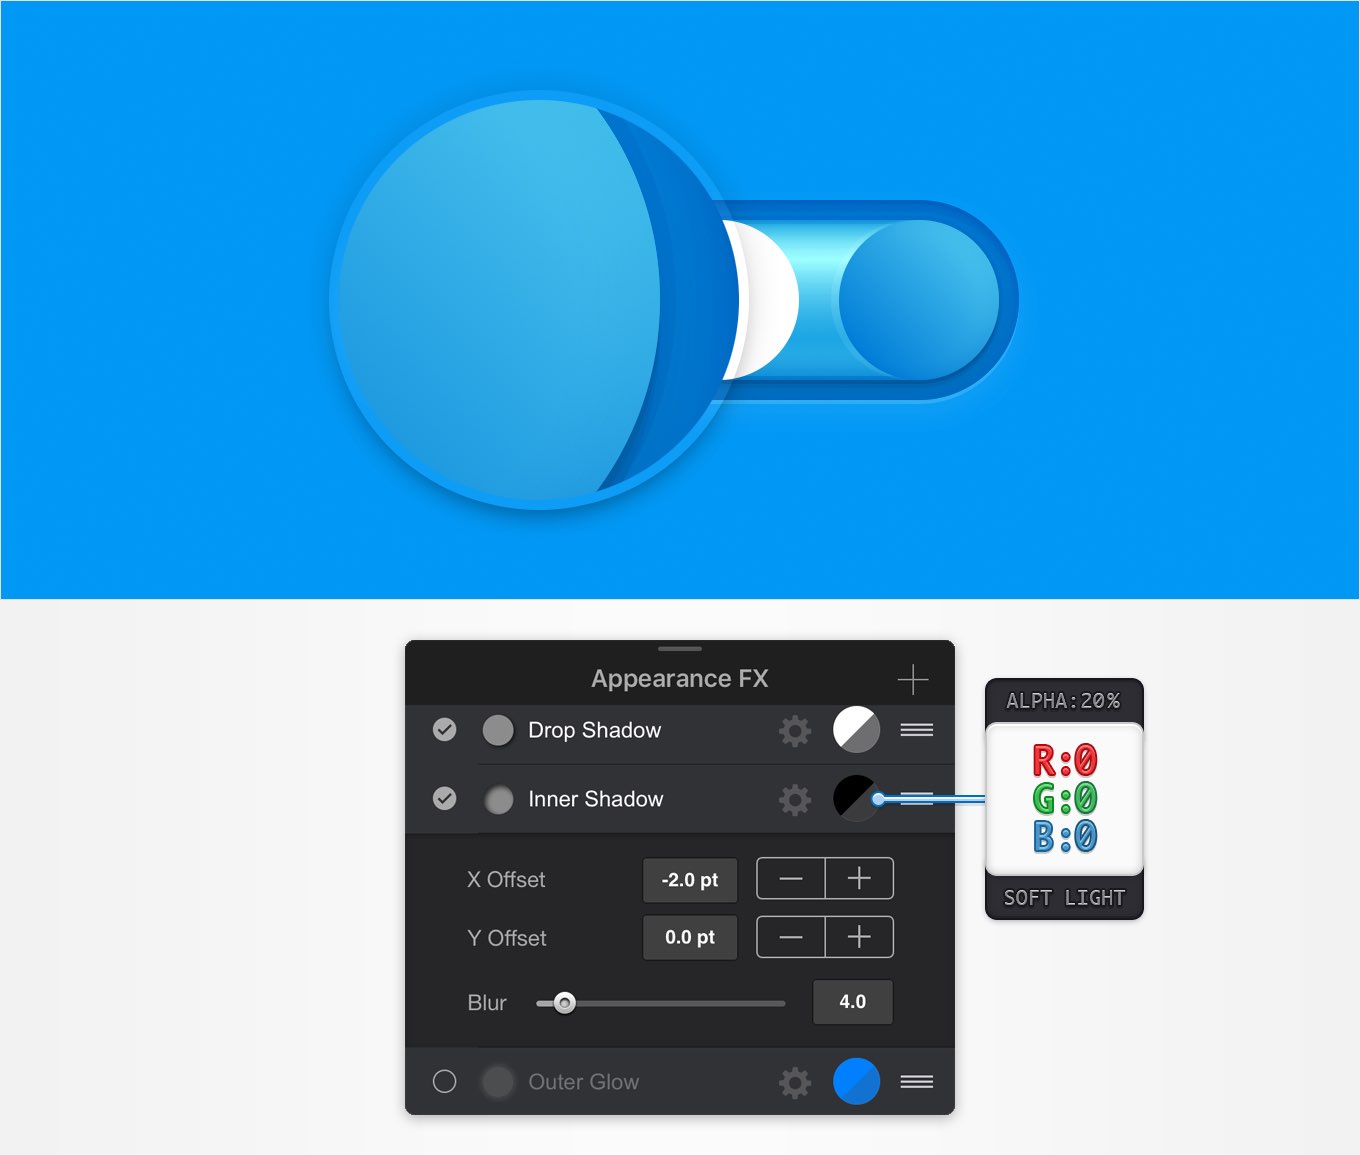 Appearance FX
Drop Shadow
Inner Shadow
X Offset -2.0 pt
Y Offset 0.0 pt
Blur 4.0
Outer Glow
ALPHA:20%
R:0
G:0
B:0
SOFT LIGHT